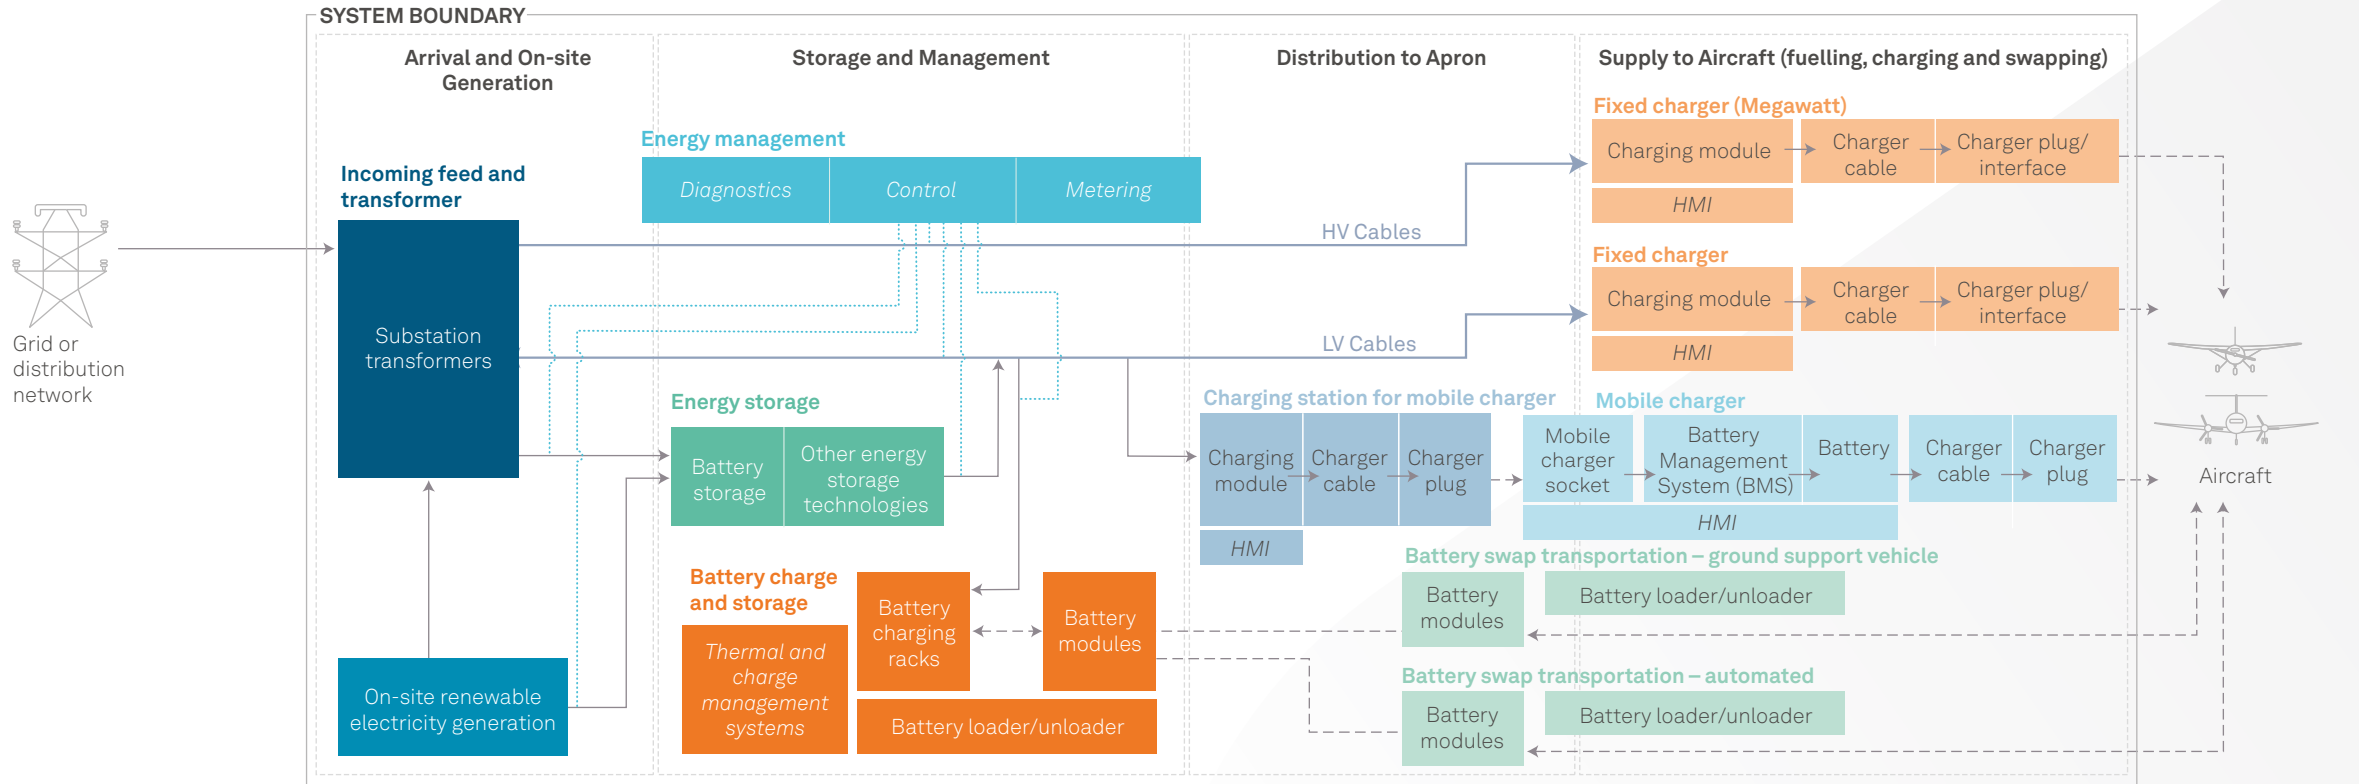 SYSTEM BOUNDARY
Arrival and On-site
Generation
Storage and Management
Distribution to Apron
Supply to Aircraft (fuelling, charging and swapping)
Grid or
distribution
network
Incoming feed and
transformer
Substation
transformers
On-site renewable
electricity generation
Energy management
Diagnostics
Control
Metering
HV Cables
LV Cables
Energy storage
Battery
storage
Other energy
storage
technologies
Battery charge
and storage
Thermal and
charge
management
systems
Battery
charging
racks
Battery
modules
Battery loader/unloader
Charging station for mobile charger
Charging
module
Charger
cable
Charger
plug
HMI
Fixed charger (Megawatt)
Charging module
Charger
cable
Charger plug/
interface
HMI
Fixed charger
Charging module
Charger
cable
Charger plug/
interface
HMI
Mobile charger
Mobile
charger
socket
Battery
Management
System (BMS)
Battery
Charger
cable
Charger
plug
HMI
Battery swap transportation – ground support vehicle
Battery
modules
Battery loader/unloader
Battery swap transportation – automated
Battery
modules
Battery loader/unloader
Aircraft